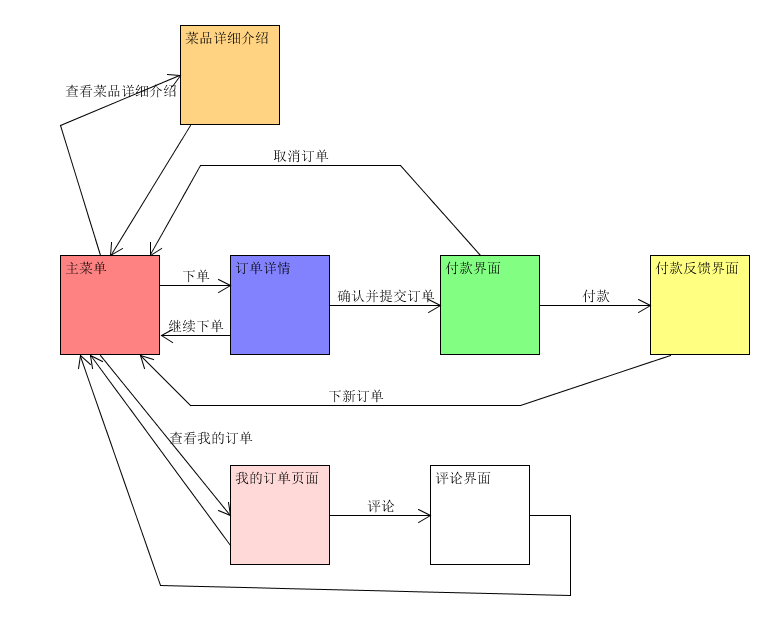 菜品详细介绍
查看菜品详细介绍
取消订单
主菜单
下单
订单详情
付款界面
付款反馈界面
确认并提交订单
付款
继续下单
下新订单
查看我的订单
我的订单页面
评论
评论界面